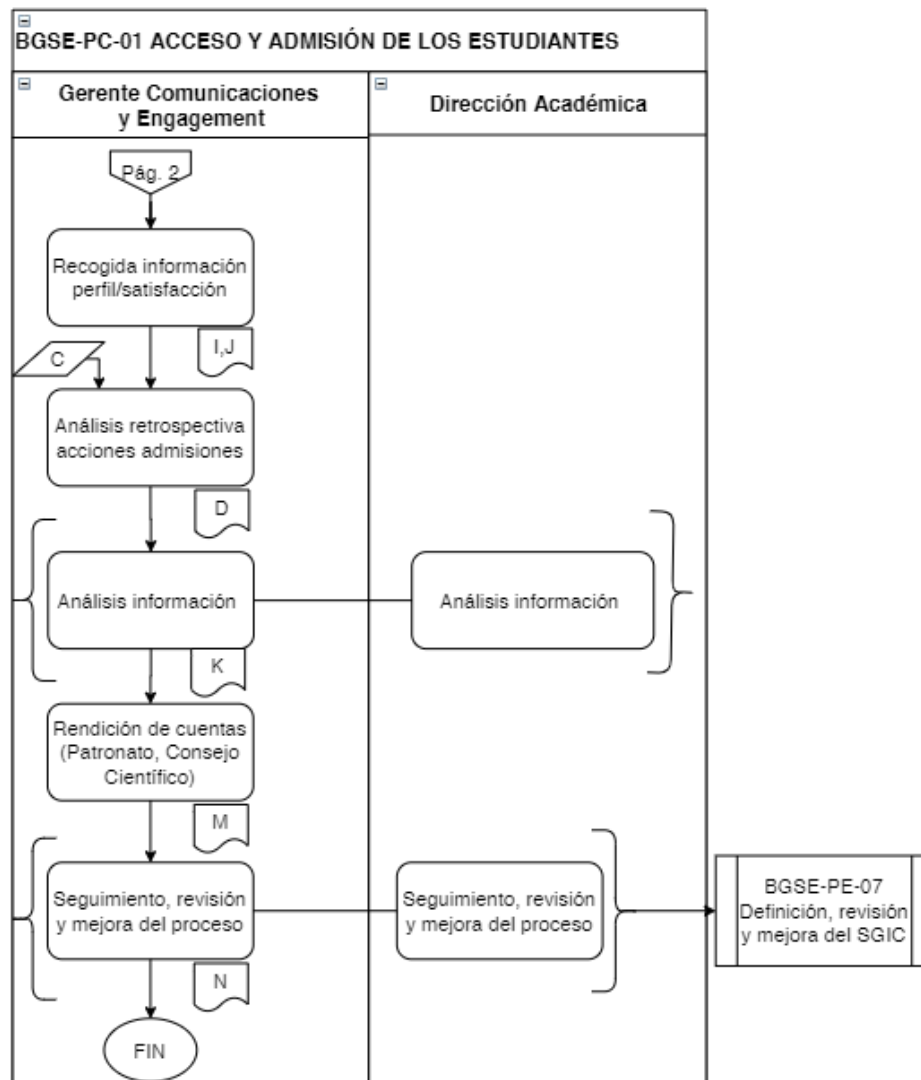 BGSE-PC-01 ACCESO Y ADMISIÓN DE LOS ESTUDIANTES
Gerente Comunicaciones
y Engagement
Dirección Académica
Pág. 2
Recogida información
perfil/satisfacción
I,J
C
Análisis retrospectiva
acciones admisiones
D
Análisis información
Análisis información
K
Rendición de cuentas
(Patronato, Consejo
Científico)
M
Seguimiento, revisión
y mejora del proceso
Seguimiento, revisión
y mejora del proceso
BGSE-PE-07
Definición, revisión
y mejora del SGIC
N
FIN